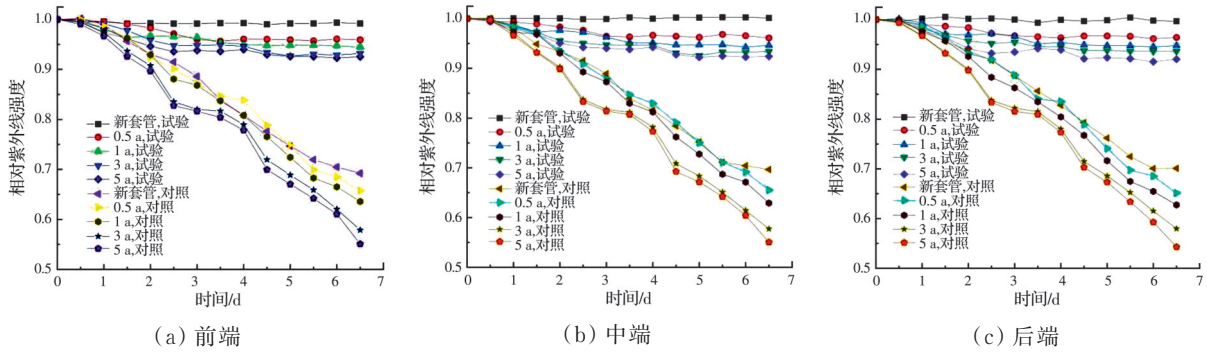 相对紫外线强度
1.0
0.9
0.8
0.7
0.6
0.5
新套管,试验
0.5 a,试验
1 a,试验
3 a,试验
5 a,试验
新套管,对照
0.5 a,对照
1 a,对照
3 a,对照
5 a,对照
0 1 2 3 4 5 6 7
时间/d
(a) 前端
相对紫外线强度
1.0
0.9
0.8
0.7
0.6
0.5
新套管,试验
0.5 a,试验
1 a,试验
3 a,试验
5 a,试验
新套管,对照
0.5 a,对照
1 a,对照
3 a,对照
5 a,对照
0 1 2 3 4 5 6 7
时间/d
(b) 中端
相对紫外线强度
1.0
0.9
0.8
0.7
0.6
0.5
新套管,试验
0.5 a,试验
1 a,试验
3 a,试验
5 a,试验
新套管,对照
0.5 a,对照
1 a,对照
3 a,对照
5 a,对照
0 1 2 3 4 5 6 7
时间/d
(c) 后端